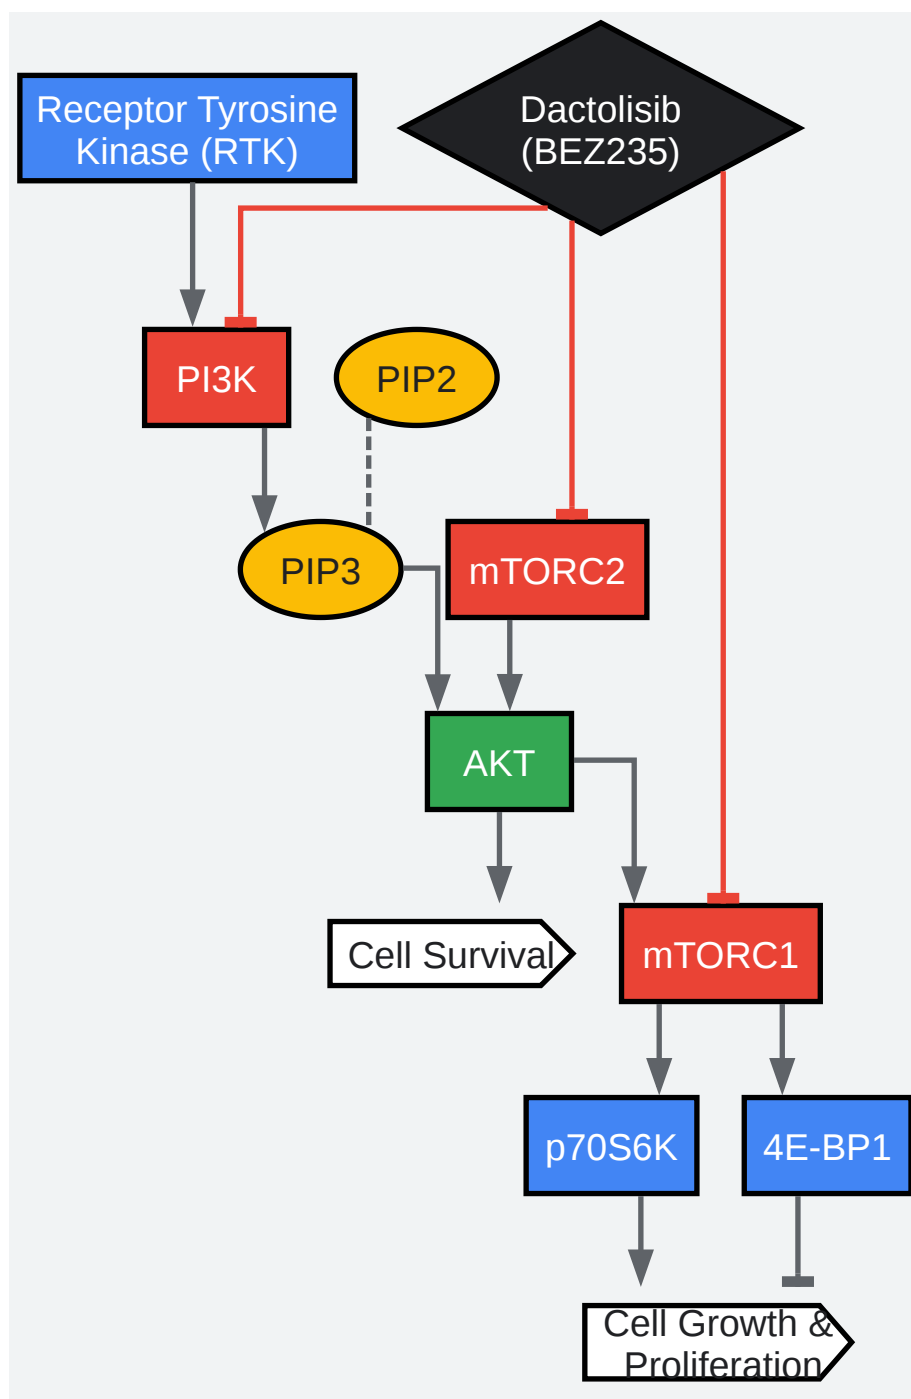 Receptor Tyrosine
Kinase (RTK)
Dactolisib
(BEZ235)
PI3K
PIP2
PIP3
mTORC2
AKT
Cell Survival
mTORC1
p70S6K
4E-BP1
Cell Growth &
Proliferation